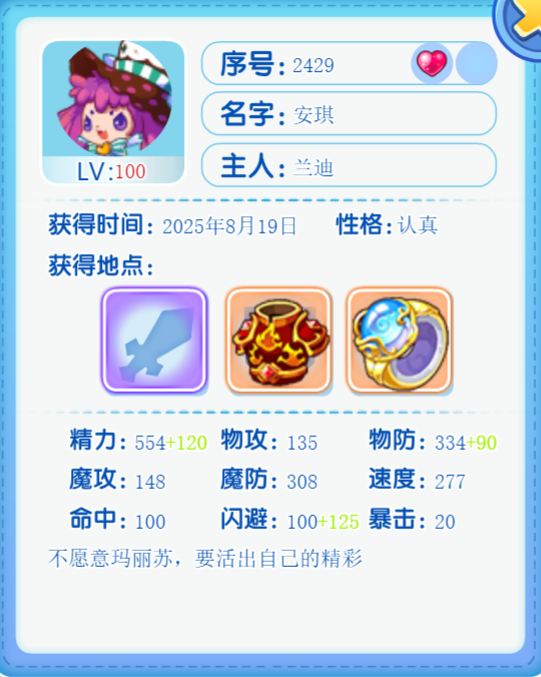 序号: 2429
LV:100
名字: 安琪
主人: 兰迪
获得时间: 2025年8月19日 性格: 认真
获得地点:
精力: 554+120 物攻: 135 物防: 334+90
魔攻: 148 魔防: 308 速度: 277
命中: 100 闪避: 100+125 暴击: 20
不愿意玛丽苏，要活出自己的精彩